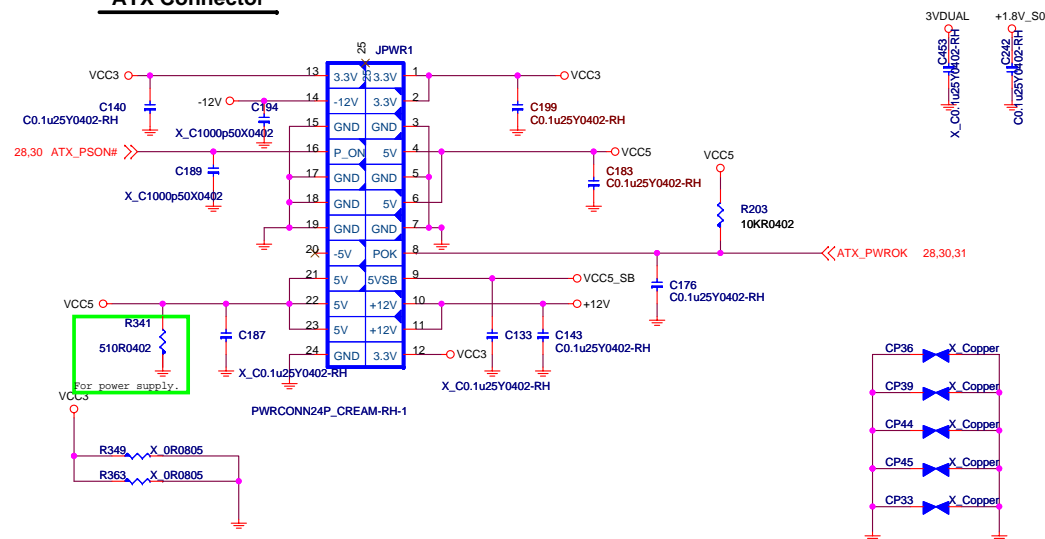 ATX Connector
3VDUAL
+1.8V_S0
C453
X_C0.1u25Y0402-RH
C242
C0.1u25Y0402-RH
25
25
JPWR1
VCC3
13
3.3V
3.3V
1
VCC3
C140
C0.1u25Y0402-RH
-12V
C194
X_C1000p50X0402
14
-12V
3.3V
2
C199
C0.1u25Y0402-RH
15
GND
GND
3
28,30 ATX_PSON#
16
P_ON
5V
4
VCC5
VCC5
C189
X_C1000p50X0402
17
GND
GND
5
C183
C0.1u25Y0402-RH
18
GND
5V
6
R203
10KR0402
19
GND
GND
7
20
-5V
POK
8
ATX_PWROK 28,30,31
21
5V
5VSB
9
VCC5_SB
C176
C0.1u25Y0402-RH
VCC5
22
5V
+12V
10
+12V
R341
510R0402
C187
X_C0.1u25Y0402-RH
23
5V
+12V
11
C133
X_C0.1u25Y0402-RH
C143
C0.1u25Y0402-RH
24
GND
3.3V
12
VCC3
For power supply.
PWRCONN24P_CREAM-RH-1
VCC3
R349 X_0R0805
R363 X_0R0805
CP36 X_Copper
CP39 X_Copper
CP44 X_Copper
CP45 X_Copper
CP33 X_Copper